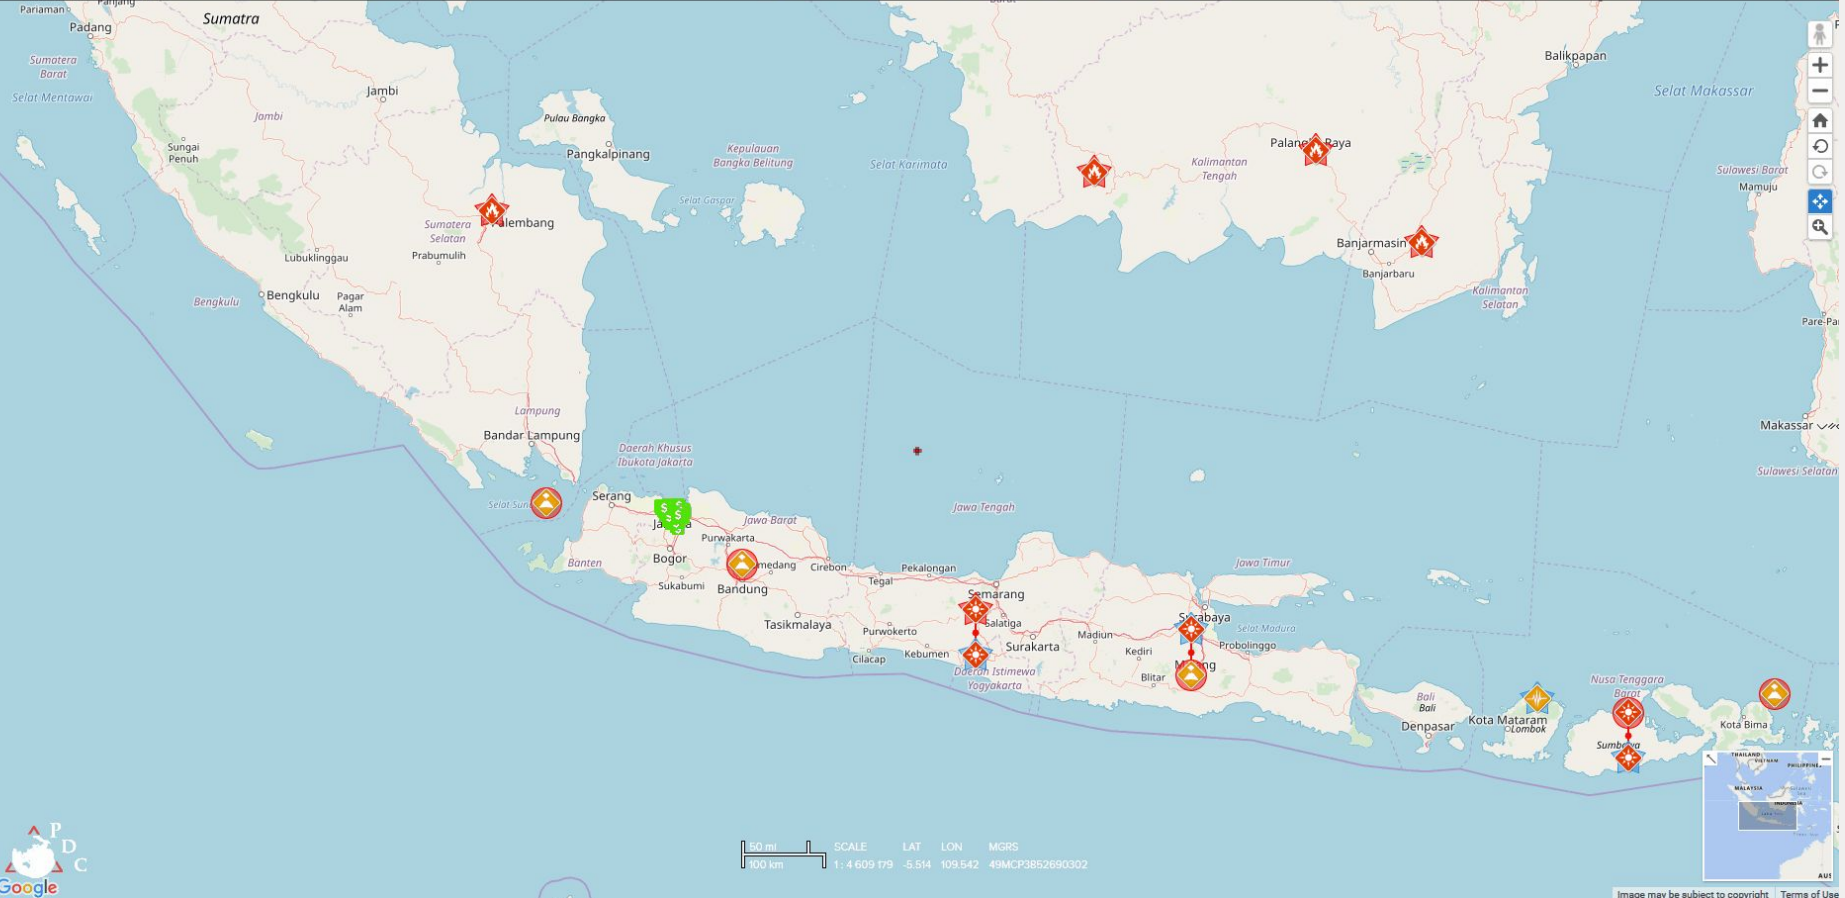 Pariaman
Panjang
Sumatra
Padang
Balikpapan
Sumatera
Barat
Selat Makassar
Selat Mentawai
Jambi
Jambi
Pulau Bangka
Sungai
Penuh
Pangkalpinang
Kepulauan
Bangka Belitung
Selat Karimata
Kalimantan
Tengah
Sulawesi Barat
Mamuju
Selat Gaspar
Sumatera
Selatan
Banjarmasin
Lubuklinggau
Prabumulih
Banjarbaru
Bengkulu
Bengkulu
Pagar
Alam
Kalimantan
Selatan
Lampung
Bandar Lampung
Makassar
Daerah Khusus
Ibukota Jakarta
Sulawesi Selatan
Serang
Jawa Tengah
Jawa Barat
Purwakarta
Banten
Bogor
Cirebon
Pekalongan
Jawa Timur
Tegal
Sukabumi
Bandung
Semarang
Tasikmalaya
Salatiga
Purwokerto
Madiun
Selat Madura
Surakarta
Probolinggo
Kebumen
Kediri
Cilacap
Daerah Istimewa
Yogyakarta
Blitar
Nusa Tenggara
Barat
Bali
Bali
Kota Mataram
Lombok
Denpasar
Kota Bima
THAILAND
VIETNAM
MALAYSIA
INDONESIA
P
D
C
Google
50 mi
100 km
SCALE LAT LON MGRS
1 : 4 609 179 -5.514 109.542 49MCP3852690302
Image may be subject to copyright Terms of Use